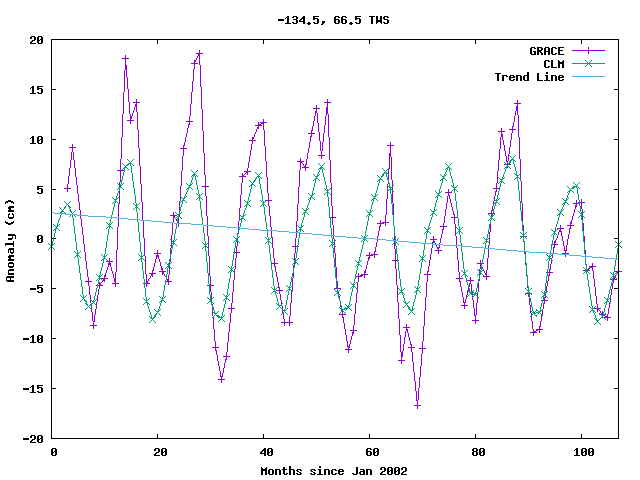 -134.5, 66.5 TWS
GRACE
CLM
Trend Line
20
15
10
5
0
-5
-10
-15
-20
Anomaly (cm)
0 20 40 60 80 100
Months since Jan 2002